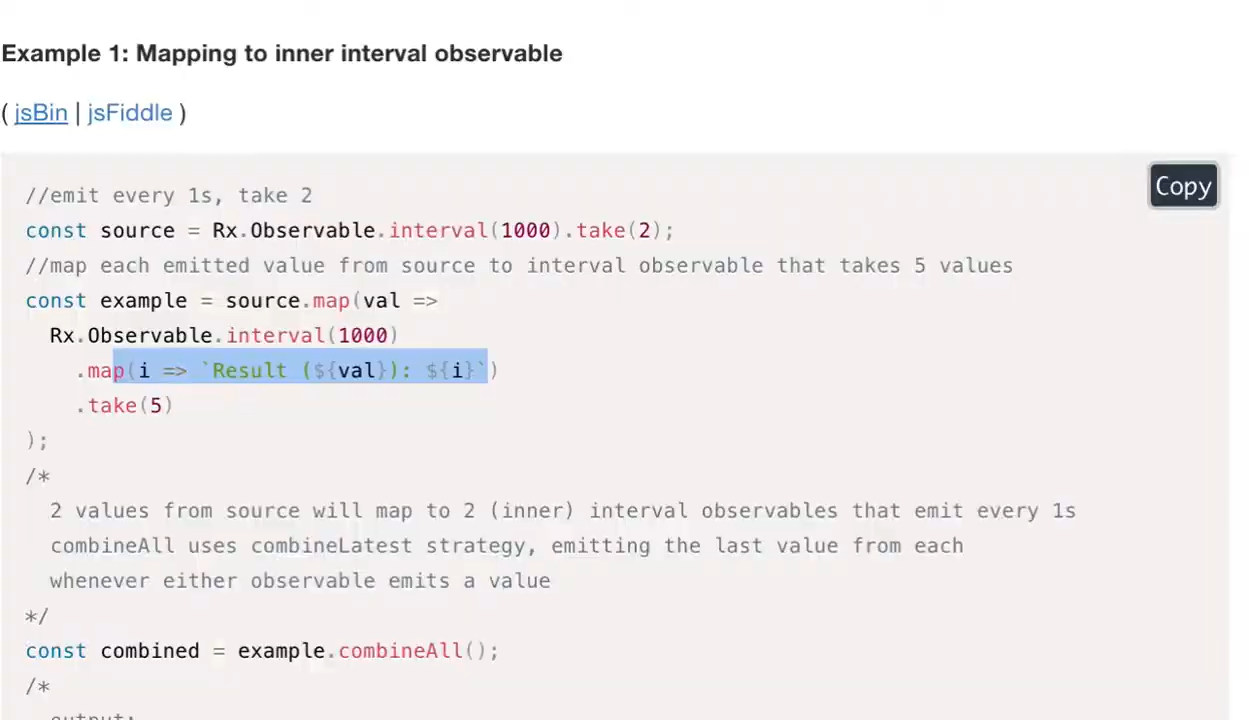 Example 1: Mapping to inner interval observable
( jsBin | jsFiddle )
Copy
//emit every 1s, take 2
const source = Rx.Observable.interval(1000).take(2);
//map each emitted value from source to interval observable that takes 5 values
const example = source.map(val =>
  Rx.Observable.interval(1000)
    .map(i => `Result (${val}): ${i}`)
    .take(5)
);
/*
  2 values from source will map to 2 (inner) interval observables that emit every 1s
  combineAll uses combineLatest strategy, emitting the last value from each
  whenever either observable emits a value
*/
const combined = example.combineAll();
/*
  output: